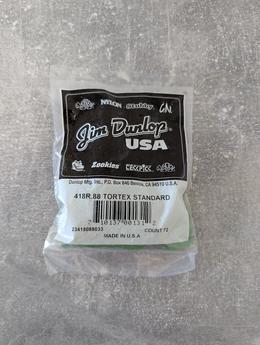 NYLON Stubby
Jim Dunlop®
USA
Zookies
Dunlop Mfg. Inc., P.O. Box 846 Benicia, CA 94510 U.S.A.
418R.88 TORTEX STANDARD
23418088033 COUNT 72
MADE IN U.S.A